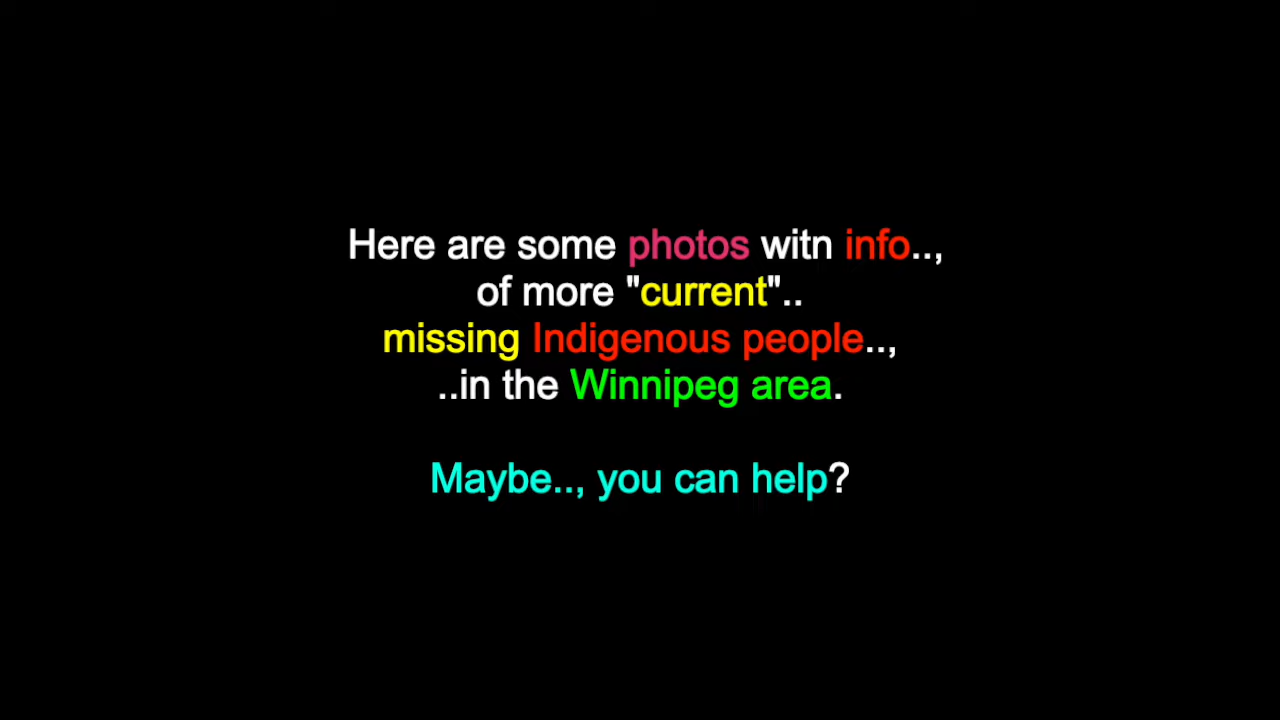 Here are some photos witn info..,
of more "current"..
missing Indigenous people..,
..in the Winnipeg area.
Maybe.., you can help?